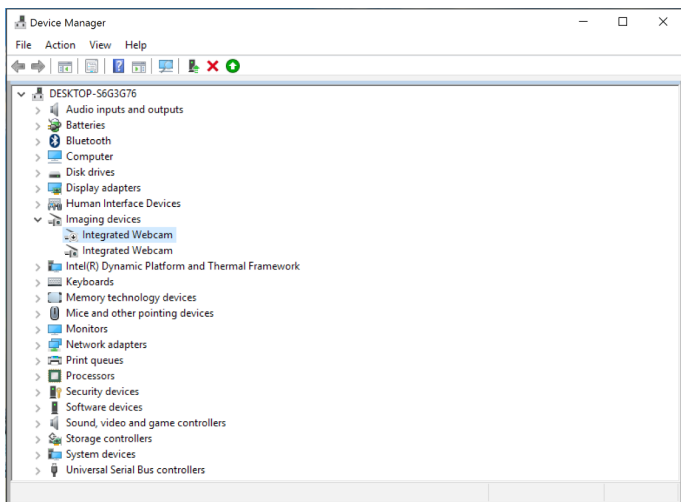 Device Manager
File Action View Help
DESKTOP-S6G3G76
Audio inputs and outputs
Batteries
Bluetooth
Computer
Disk drives
Display adapters
Human Interface Devices
Imaging devices
Integrated Webcam
Integrated Webcam
Intel(R) Dynamic Platform and Thermal Framework
Keyboards
Memory technology devices
Mice and other pointing devices
Monitors
Network adapters
Print queues
Processors
Security devices
Software devices
Sound, video and game controllers
Storage controllers
System devices
Universal Serial Bus controllers